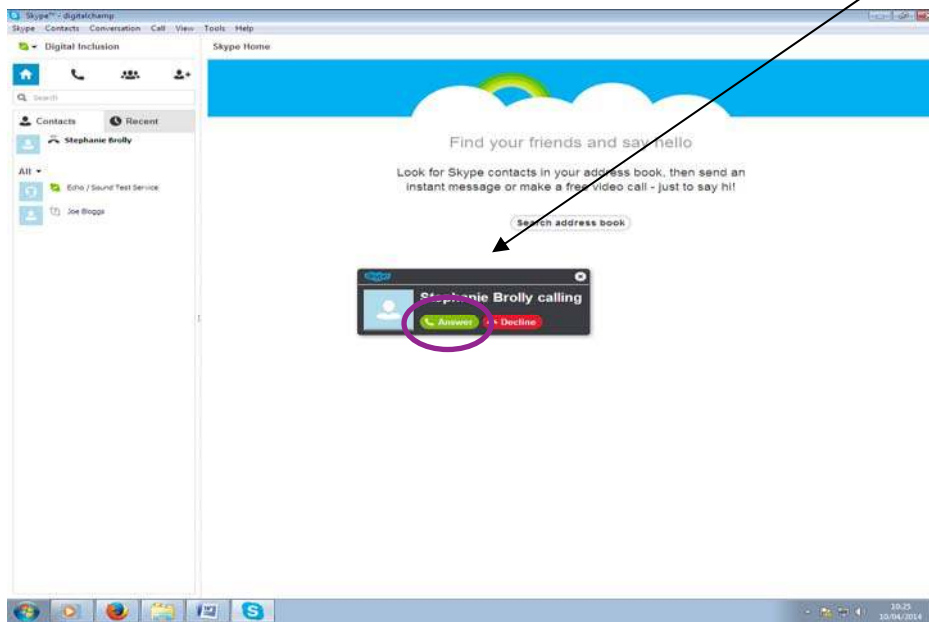 Skype™ - digitalchamp
Skype Contacts Conversation Call View Tools Help
Digital Inclusion
Skype Home
Search
Contacts Recent
Stephanie Brolly
All
Echo / Sound Test Service
Joe Bloggs
Find your friends and say hello
Look for Skype contacts in your address book, then send an
instant message or make a free video call - just to say hi!
Search address book
skype
Stephanie Brolly calling
Answer Decline
10:25
10/04/2014